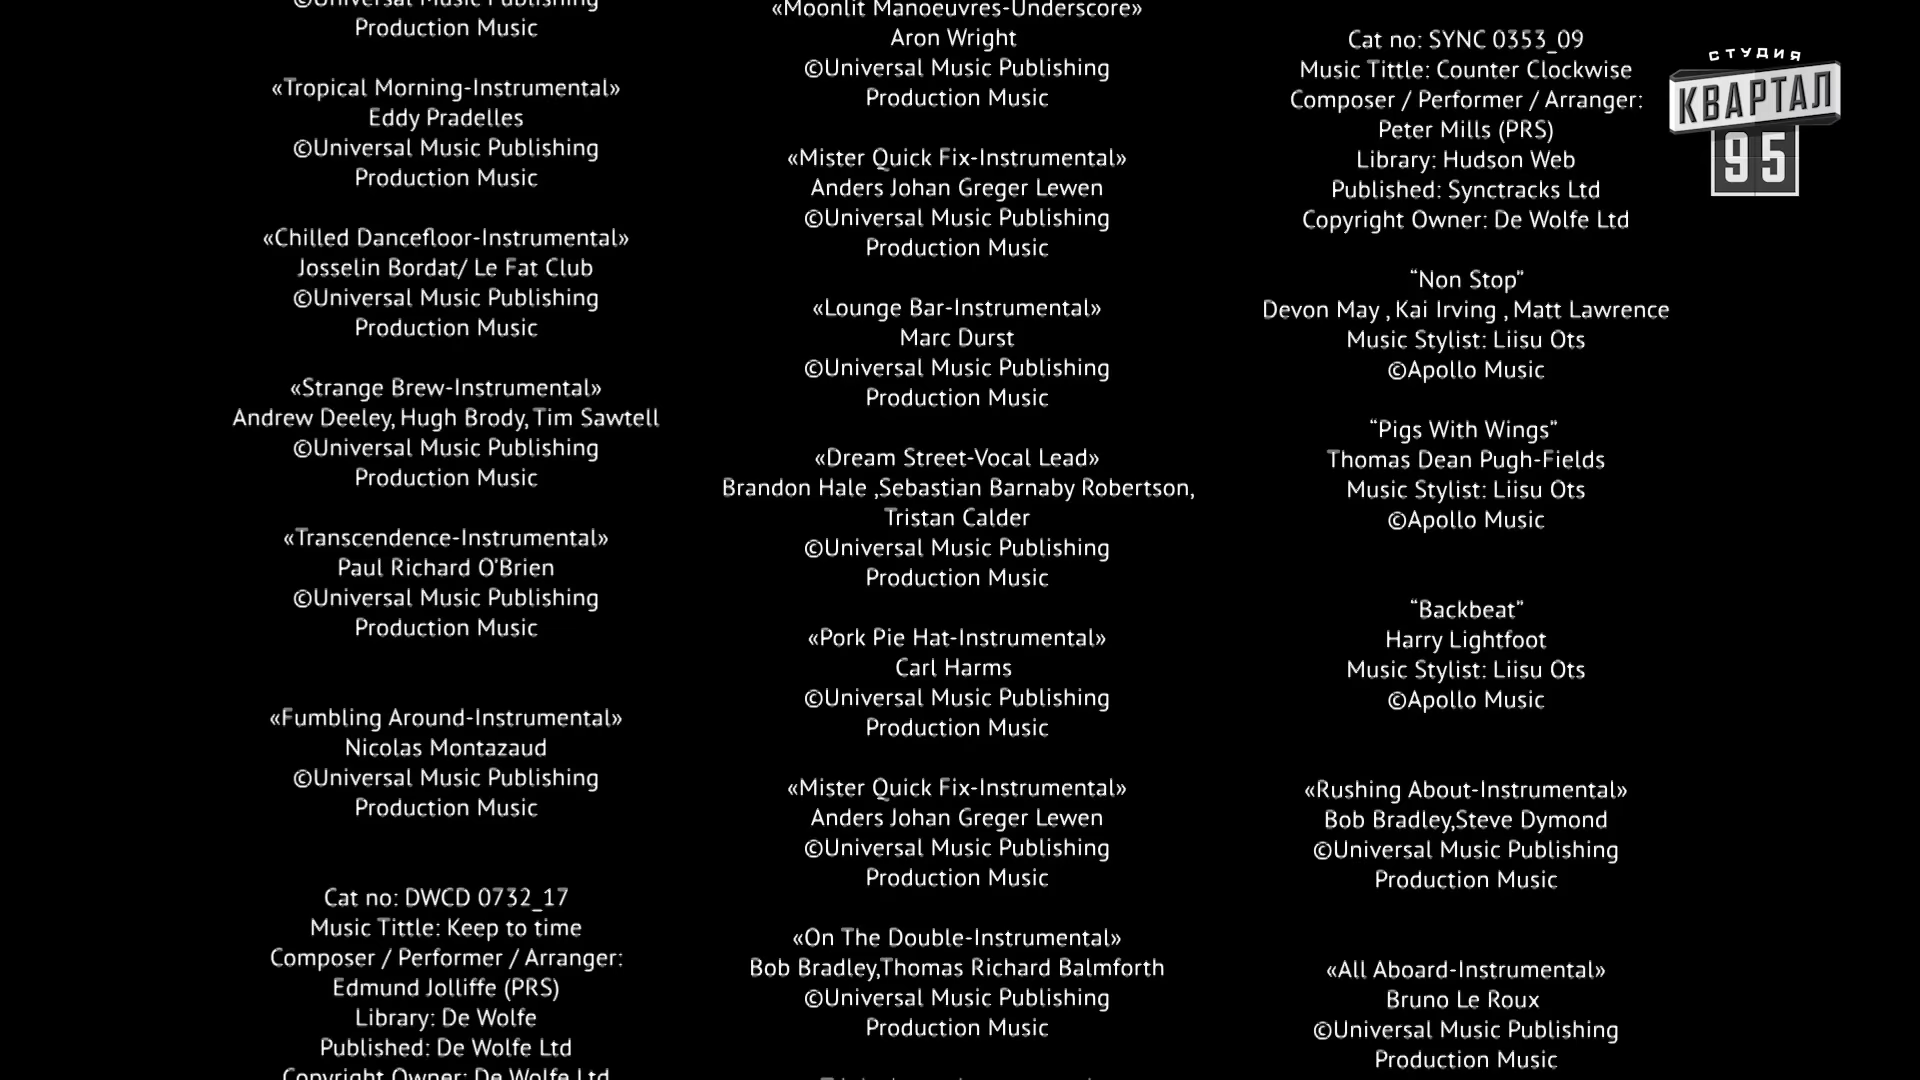 ©Universal Music Publishing
Production Music
«Tropical Morning-Instrumental»
Eddy Pradelles
©Universal Music Publishing
Production Music
«Chilled Dancefloor-Instrumental»
Josselin Bordat/ Le Fat Club
©Universal Music Publishing
Production Music
«Strange Brew-Instrumental»
Andrew Deeley, Hugh Brody, Tim Sawtell
©Universal Music Publishing
Production Music
«Transcendence-Instrumental»
Paul Richard O'Brien
©Universal Music Publishing
Production Music
«Fumbling Around-Instrumental»
Nicolas Montazaud
©Universal Music Publishing
Production Music
Cat no: DWCD 0732_17
Music Tittle: Keep to time
Composer / Performer / Arranger:
Edmund Jolliffe (PRS)
Library: De Wolfe
Published: De Wolfe Ltd
Copyright Owner: De Wolfe Ltd
«Moonlit Manoeuvres-Underscore»
Aron Wright
©Universal Music Publishing
Production Music
«Mister Quick Fix-Instrumental»
Anders Johan Greger Lewen
©Universal Music Publishing
Production Music
«Lounge Bar-Instrumental»
Marc Durst
©Universal Music Publishing
Production Music
«Dream Street-Vocal Lead»
Brandon Hale ,Sebastian Barnaby Robertson,
Tristan Calder
©Universal Music Publishing
Production Music
«Pork Pie Hat-Instrumental»
Carl Harms
©Universal Music Publishing
Production Music
«Mister Quick Fix-Instrumental»
Anders Johan Greger Lewen
©Universal Music Publishing
Production Music
«On The Double-Instrumental»
Bob Bradley,Thomas Richard Balmforth
©Universal Music Publishing
Production Music
Cat no: SYNC 0353_09
Music Tittle: Counter Clockwise
Composer / Performer / Arranger:
Peter Mills (PRS)
Library: Hudson Web
Published: Synctracks Ltd
Copyright Owner: De Wolfe Ltd
“Non Stop”
Devon May , Kai Irving , Matt Lawrence
Music Stylist: Liisu Ots
©Apollo Music
“Pigs With Wings”
Thomas Dean Pugh-Fields
Music Stylist: Liisu Ots
©Apollo Music
“Backbeat”
Harry Lightfoot
Music Stylist: Liisu Ots
©Apollo Music
«Rushing About-Instrumental»
Bob Bradley,Steve Dymond
©Universal Music Publishing
Production Music
«All Aboard-Instrumental»
Bruno Le Roux
©Universal Music Publishing
Production Music
СТУДИЯ
КВАРТАЛ
95